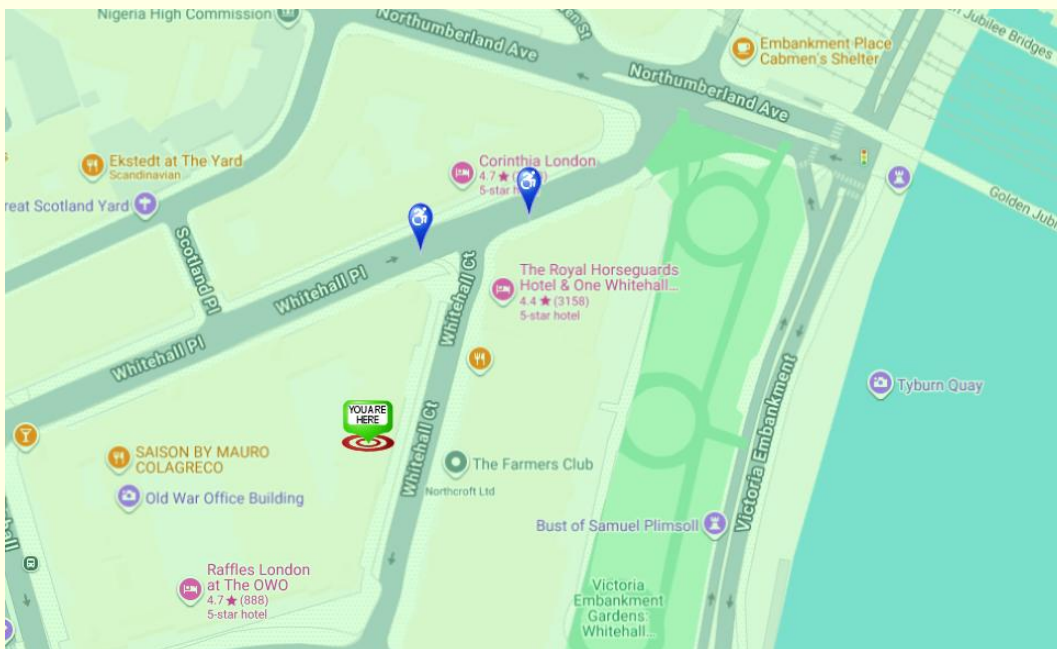 Nigeria High Commission
Northumberland Ave
en St
Jubilee Bridges
Embankment Place
Cabmen's Shelter
Northumberland Ave
Ekstedt at The Yard
Scandinavian
Corinthia London
4.7
5-star
reat Scotland Yard
Golden Jubi
Scotland Pl
Whitehall Pl
Whitehall Ct
The Royal Horseguards
Hotel & One Whitehall...
4.4 ★ (3158)
5-star hotel
Whitehall Pl
Tyburn Quay
YOU ARE
HERE
Whitehall Ct
Victoria Embankment
SAISON BY MAURO
COLAGRECO
The Farmers Club
Northcroft Ltd
Old War Office Building
Bust of Samuel Plimsoll
Raffles London
at The OWO
4.7 ★ (888)
5-star hotel
Victoria
Embankment
Gardens:
Whitehall...